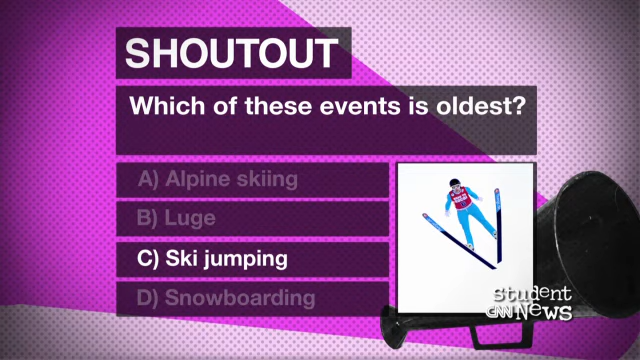 SHOUTOUT
Which of these events is oldest?
A) Alpine skiing
B) Luge
C) Ski jumping
D) Snowboarding
student
CNN NEWS